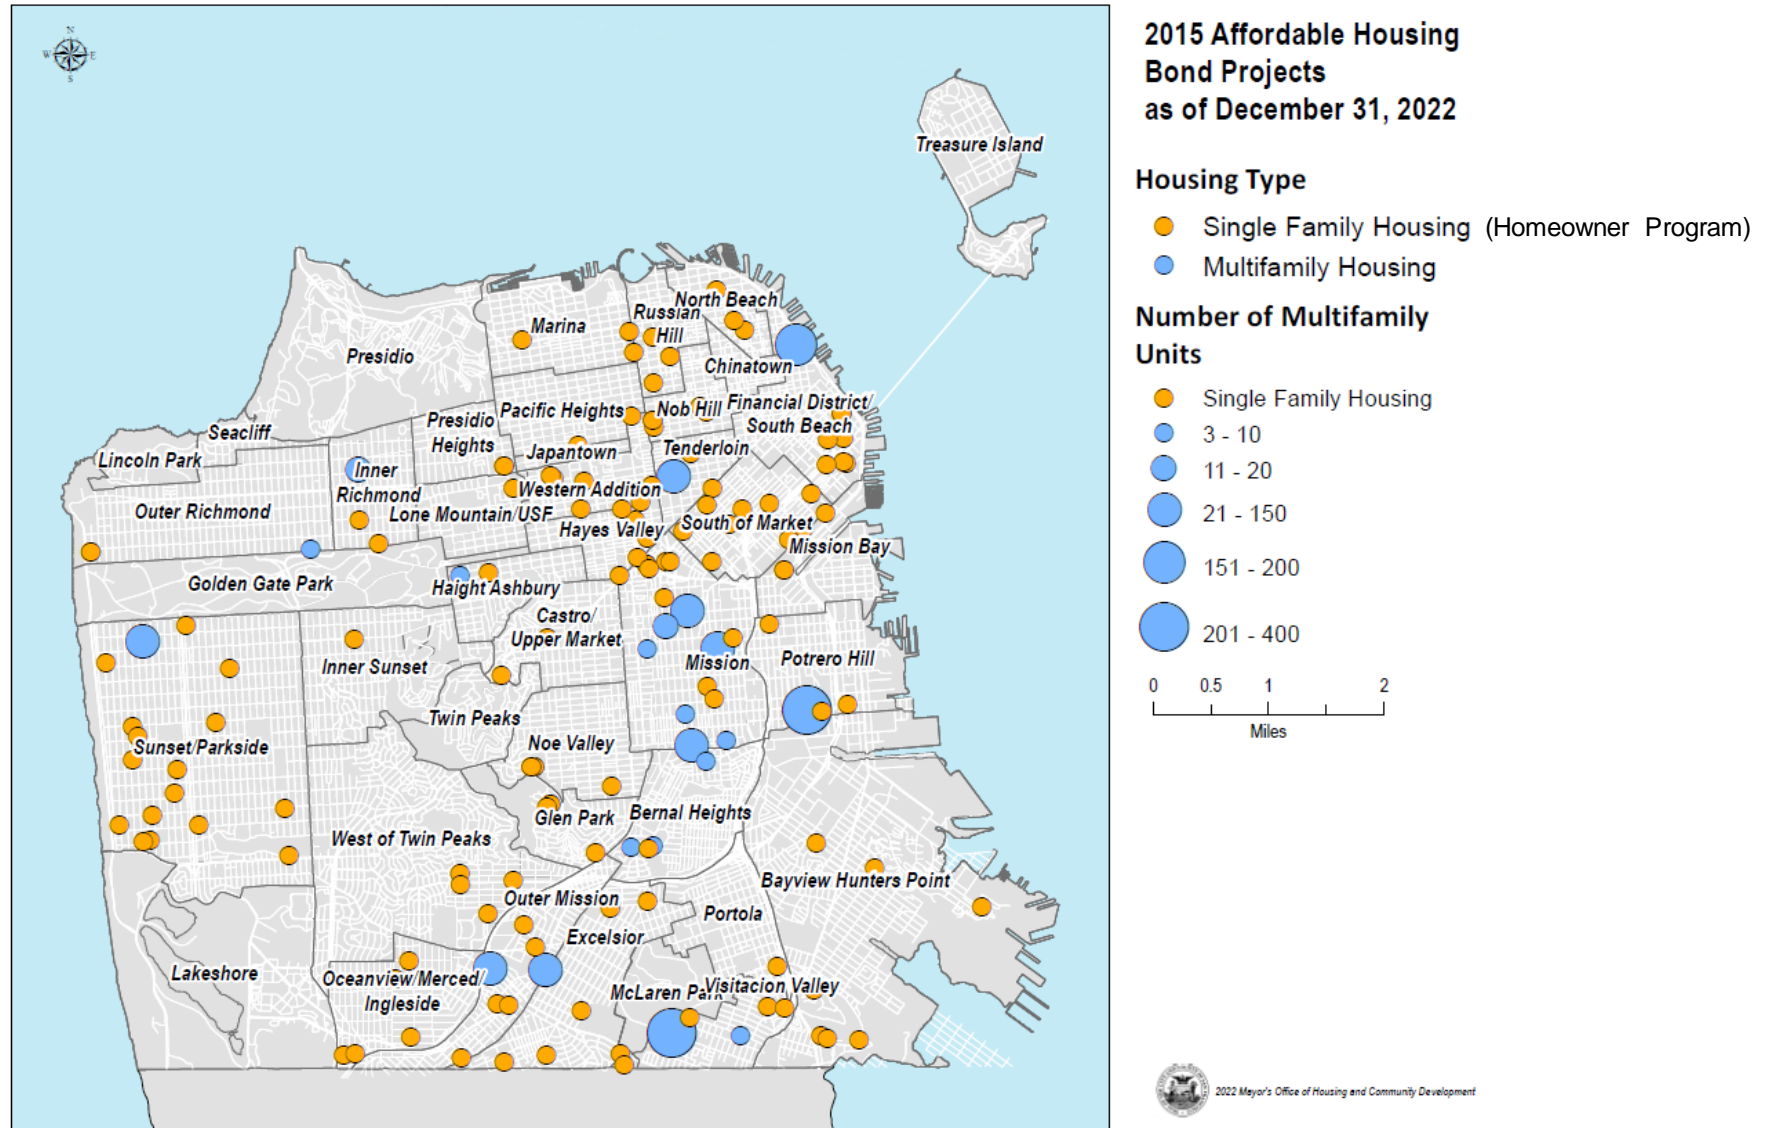 N
W E
S
2015 Affordable Housing
Bond Projects
as of December 31, 2022
Housing Type
Single Family Housing (Homeowner Program)
Multifamily Housing
Number of Multifamily
Units
Single Family Housing
3 - 10
11 - 20
21 - 150
151 - 200
201 - 400
0 0.5 1 2
Miles
2022 Mayor's Office of Housing and Community Development
Treasure Island
North Beach
Russian
Hill
Marina
Presidio
Chinatown
Pacific Heights
Nob Hill
Financial District/
South Beach
Presidio
Heights
Seacliff
Lincoln Park
Japantown
Tenderloin
Inner
Richmond
Western Addition
Outer Richmond
Lone Mountain/USF
Hayes Valley
South of Market
Mission Bay
Golden Gate Park
Haight Ashbury
Castro/
Upper Market
Inner Sunset
Mission
Potrero Hill
Twin Peaks
Noe Valley
Sunset/Parkside
Glen Park
Bernal Heights
West of Twin Peaks
Bayview Hunters Point
Outer Mission
Portola
Excelsior
Lakeshore
Oceanview/Merced/
Ingleside
McLaren Park
Visitacion Valley